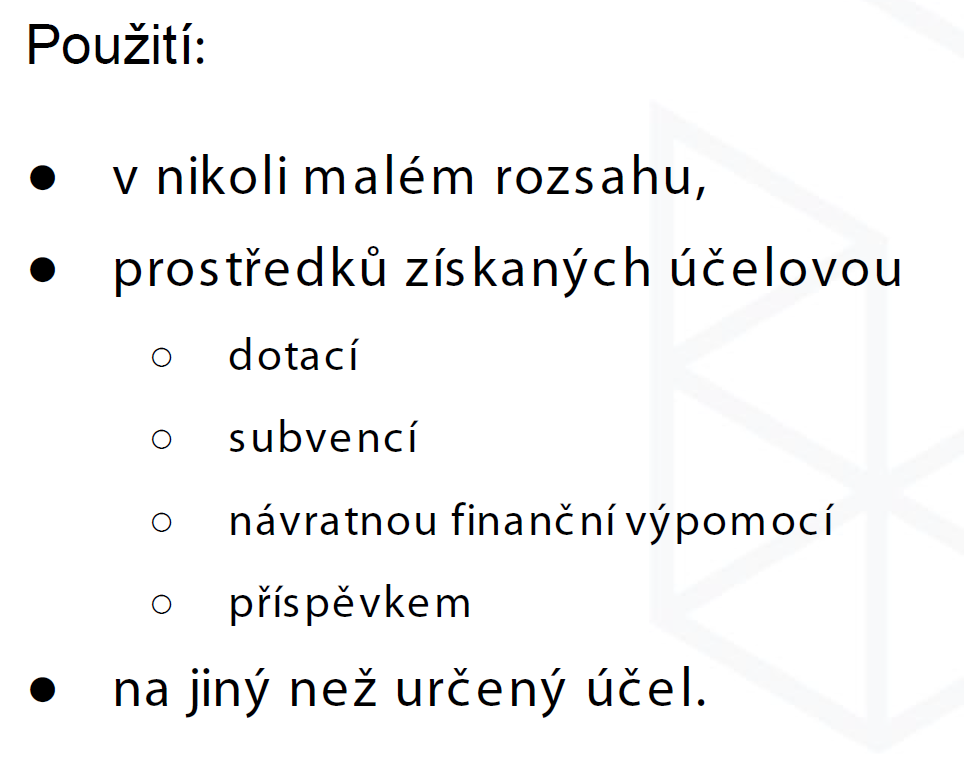 Použití:
● v nikoli malém rozsahu,
● prostředků získaných účelovou
○ dotací
○ subvencí
○ návratnou finanční výpomocí
○ příspěvkem
● na jiný než určený účel.